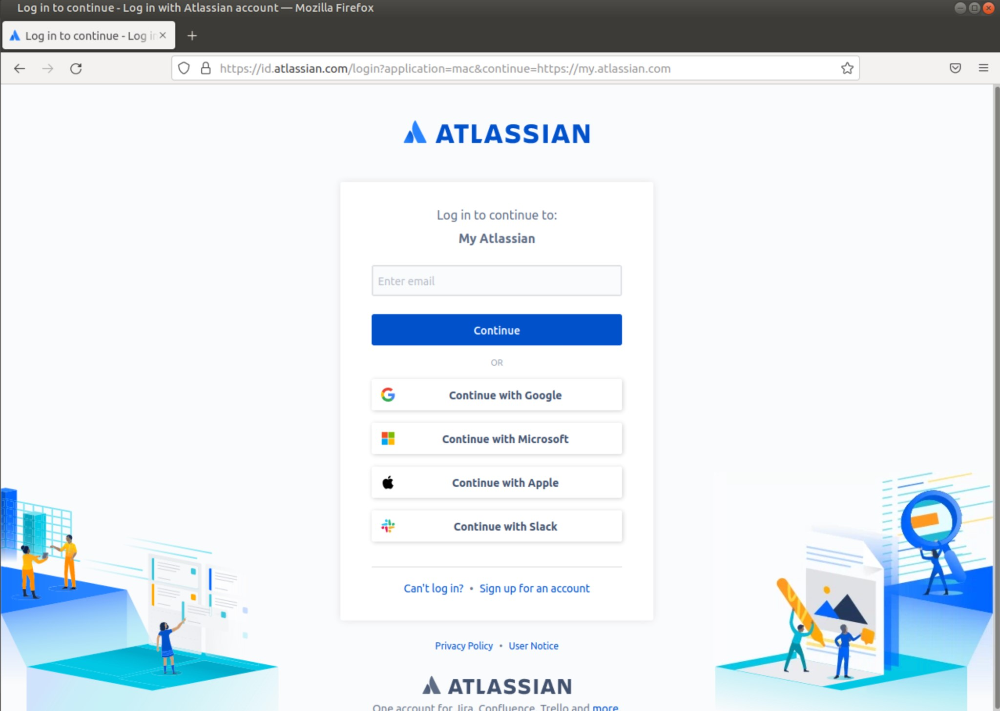 Log in to continue - Log in with Atlassian account — Mozilla Firefox
Log in to continue - Log in
https://id.atlassian.com/login?application=mac&continue=https://my.atlassian.com
ATLASSIAN
Log in to continue to:
My Atlassian
Enter email
Continue
OR
Continue with Google
Continue with Microsoft
Continue with Apple
Continue with Slack
Can't log in? • Sign up for an account
Privacy Policy • User Notice
ATLASSIAN
One account for Jira, Confluence, Trello and more